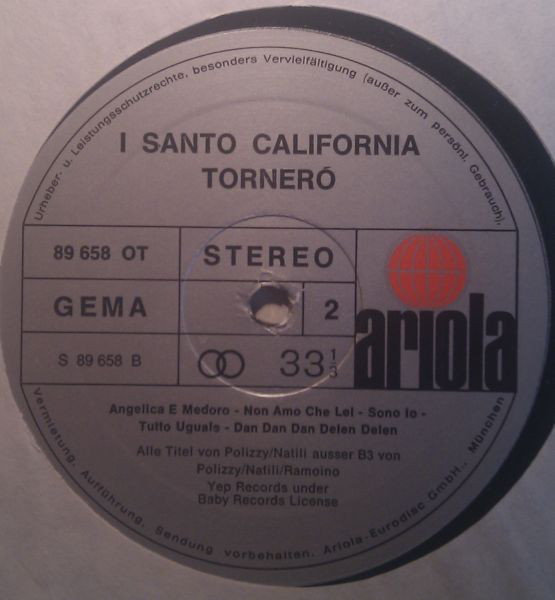 Urheber- u. Leistungsschutzrechte, besonders Vervielfältigung (außer zum persönl. Gebrauch),
I SANTO CALIFORNIA
TORNERÓ
89 658 OT
STEREO
GEMA
2
ariola
S 89 658 B
33 1/3
Angelica E Medoro - Non Amo Che Lei - Sono Io -
Tutto Uguale - Dan Dan Dan Delen Delen
Alle Titel von Polizzy/Natili ausser B3 von
Polizzy/Natili/Ramoino
Yep Records under
Baby Records License
Vermietung, Aufführung, Sendung vorbehalten. Ariola-Eurodisc GmbH., München